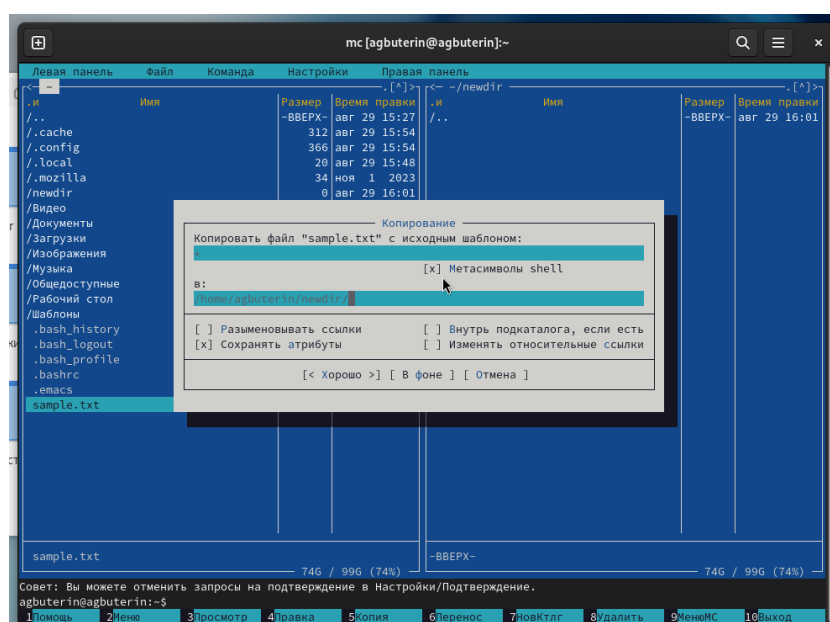 mc [agbuterin@agbuterin]:~
Левая панель Файл Команда Настройки Правая панель
<- ~ .[^]> <- ~/newdir .[^]>
.и Имя Размер Время правки .и Имя Размер Время правки
/.. -ВВЕРХ- авг 29 15:27 /.. -ВВЕРХ- авг 29 16:01
/.cache 312 авг 29 15:54
/.config 366 авг 29 15:54
/.local 20 авг 29 15:48
/.mozilla 34 ноя 1 2023
/newdir 0 авг 29 16:01
/Видео
/Документы
/Загрузки
/Изображения
/Музыка
/Общедоступные
/Рабочий стол
/Шаблоны
.bash_history
.bash_logout
.bash_profile
.bashrc
.emacs
sample.txt
Копирование
Копировать файл "sample.txt" с исходным шаблоном:
*
[x] Метасимволы shell
в:
/home/agbuterin/newdir/
[ ] Разыменовывать ссылки [ ] Внутрь подкаталога, если есть
[x] Сохранять атрибуты [ ] Изменять относительные ссылки
[< Хорошо >] [ В фоне ] [ Отмена ]
sample.txt -ВВЕРХ-
74G / 99G (74%) 74G / 99G (74%)
Совет: Вы можете отменить запросы на подтверждение в Настройки/Подтверждение.
agbuterin@agbuterin:~$
1Помощь 2Меню 3Просмотр 4Правка 5Копия 6Перенос 7НовКтлг 8Удалить 9МенюMC 10Выход